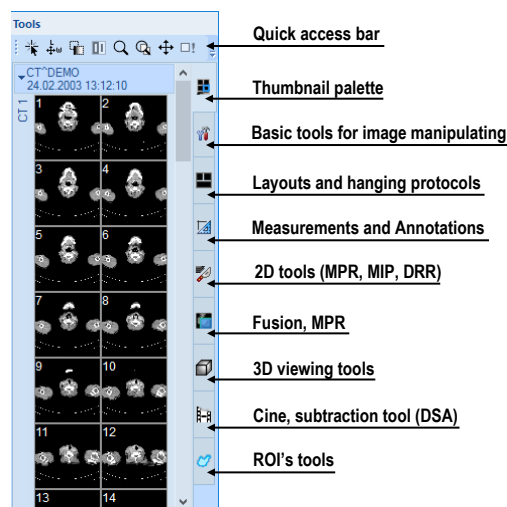 Tools
Quick access bar
CT^DEMO
24.02.2003 13:12:10
Thumbnail palette
CT 1
1 2
Basic tools for image manipulating
3 4
Layouts and hanging protocols
5 6
Measurements and Annotations
2D tools (MPR, MIP, DRR)
7 8
Fusion, MPR
9 10
3D viewing tools
11 12
Cine, subtraction tool (DSA)
ROI's tools
13 14